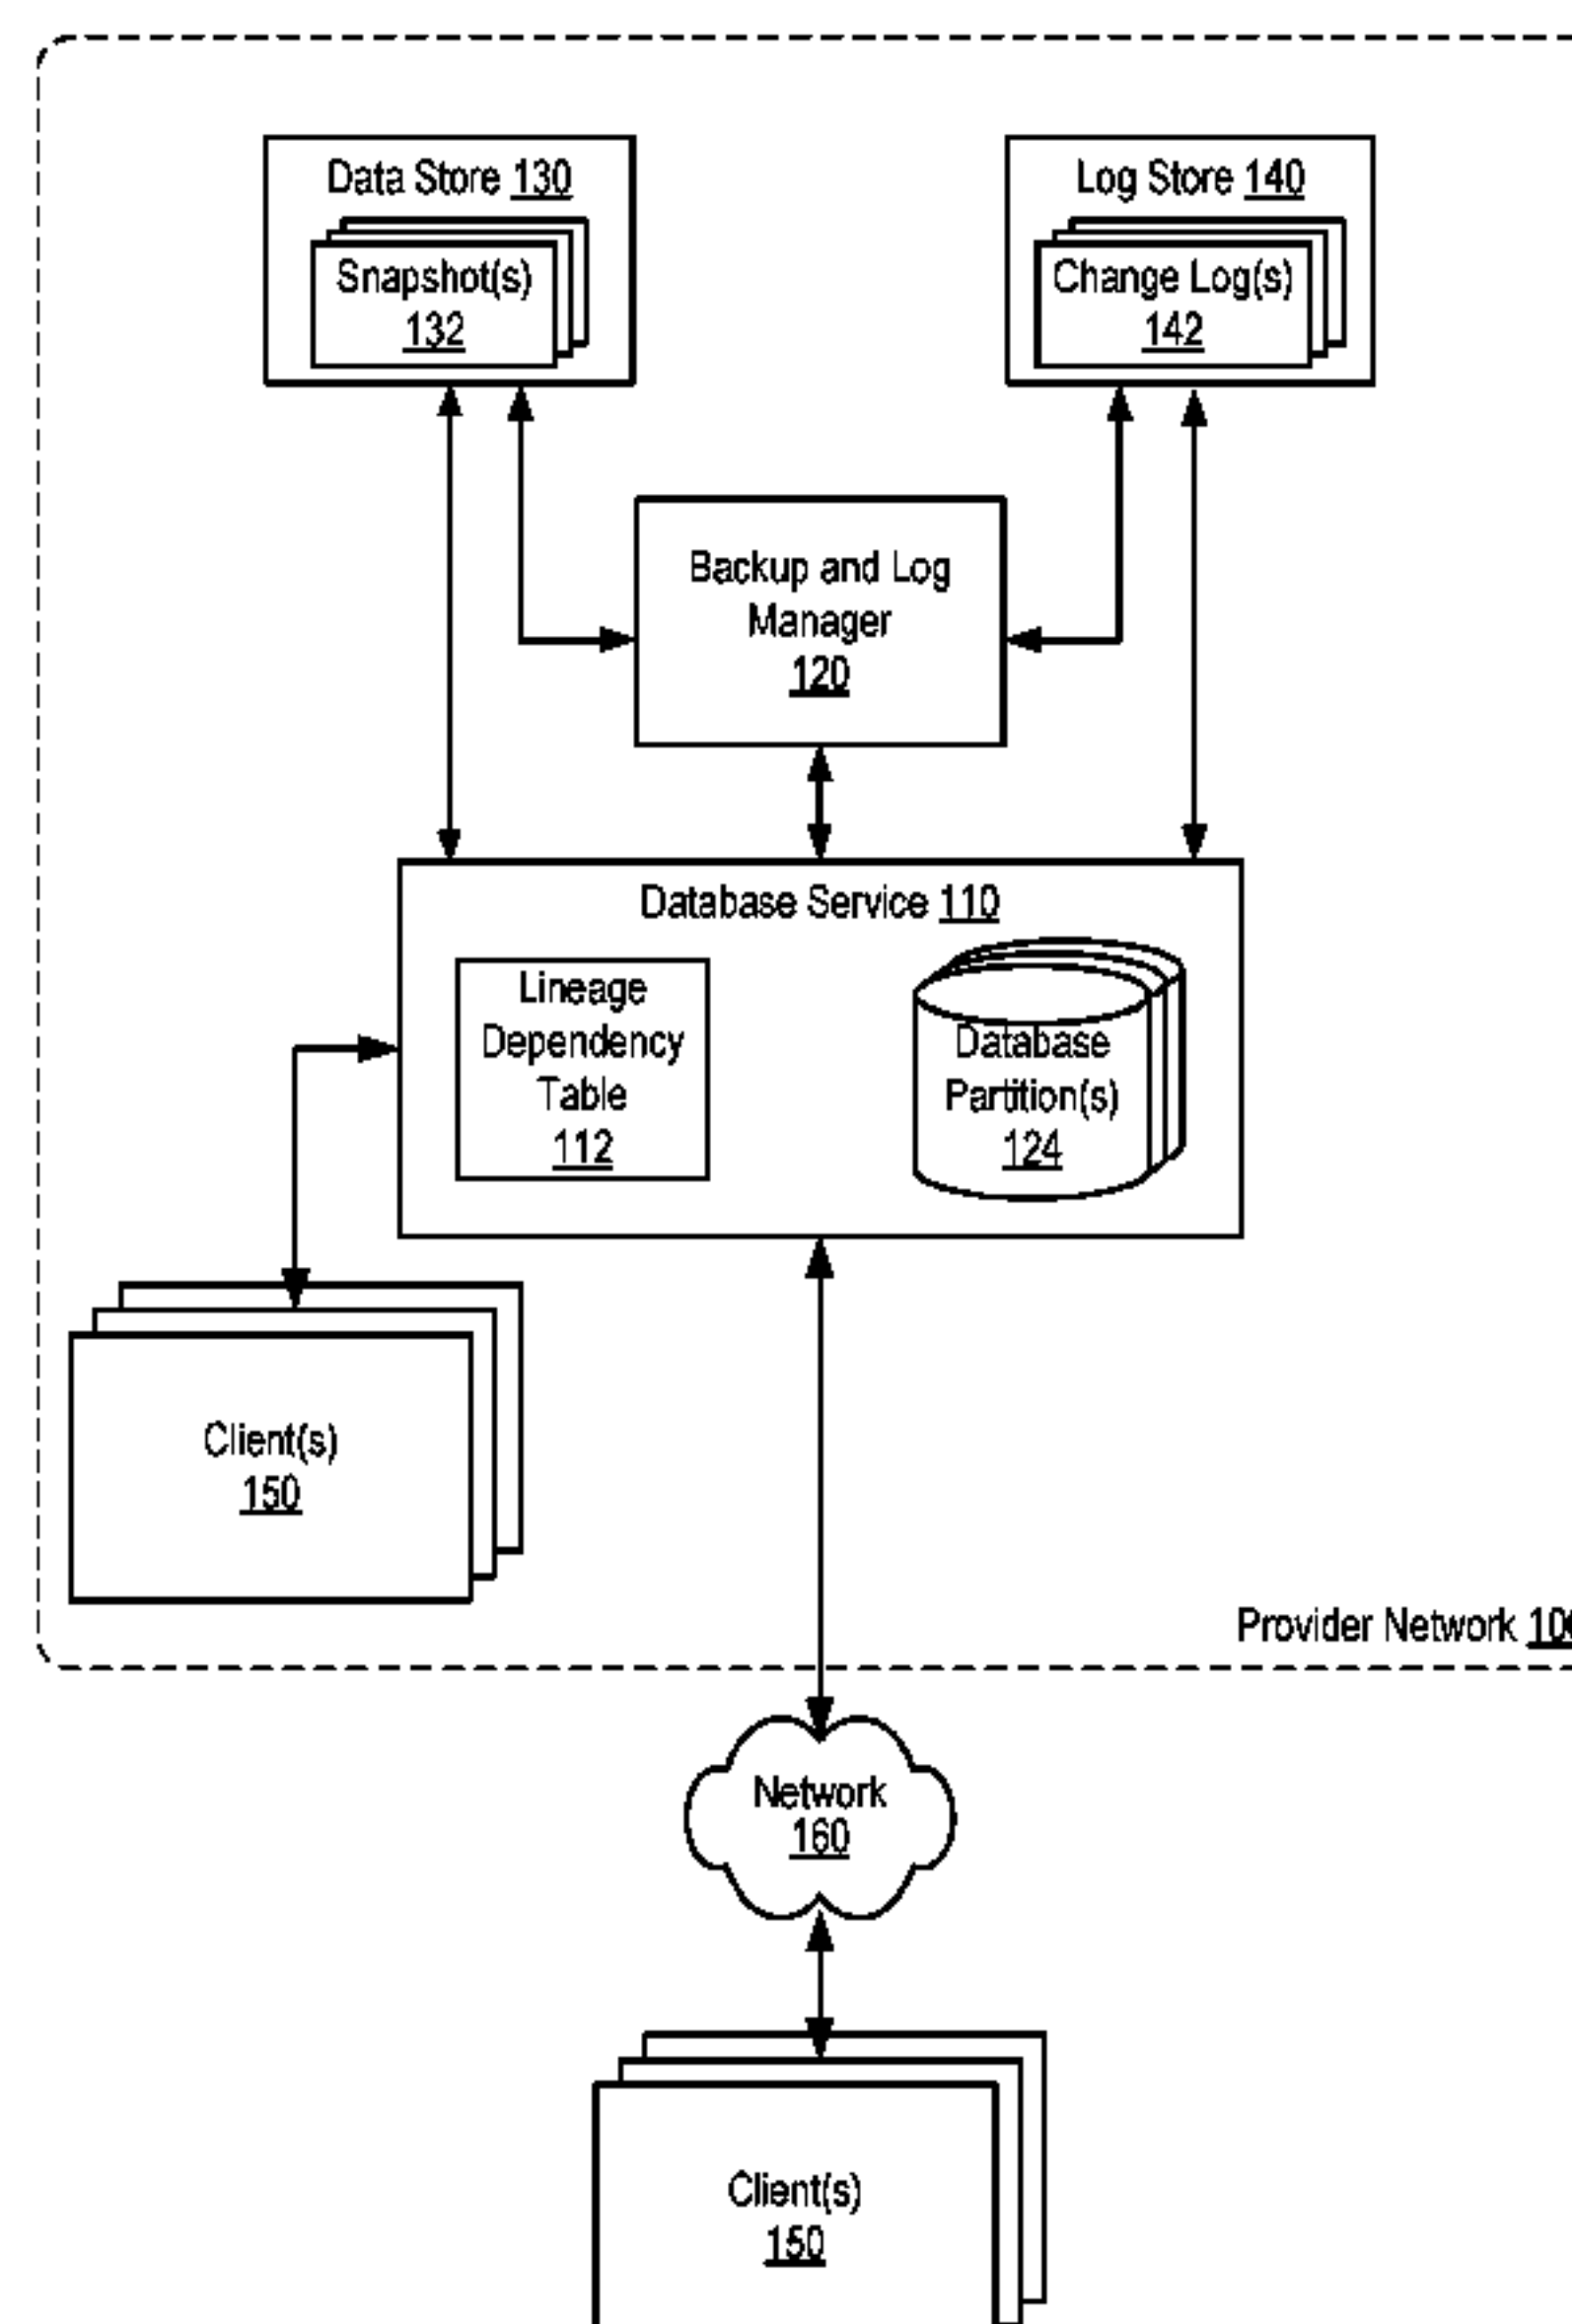 Data Store 130
Snapshot(s)
132
Log Store 140
Change Log(s)
142
Backup and Log
Manager
120
Database Service 110
Lineage
Dependency
Table
112
Database
Partition(s)
124
Client(s)
150
Provider Network
Network
160
Client(s)
150